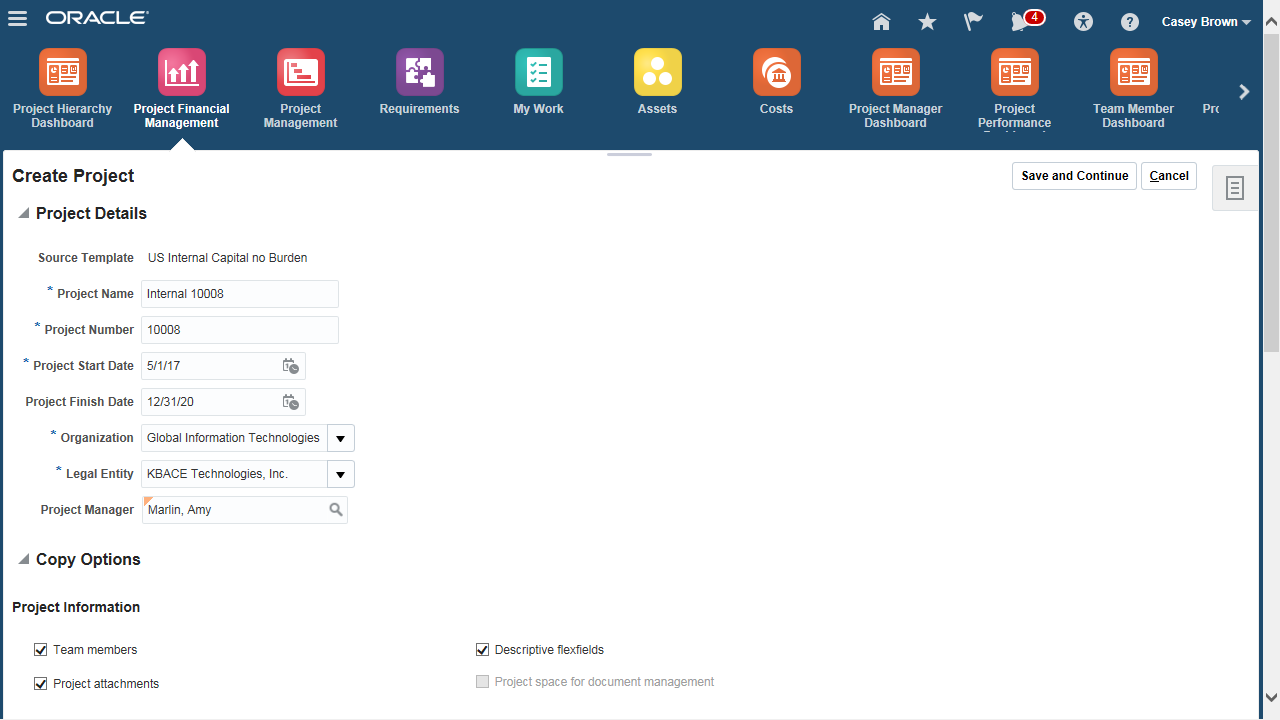 ORACLE®
4
Casey Brown
Project Hierarchy Dashboard
Project Financial Management
Project Management
Requirements
My Work
Assets
Costs
Project Manager Dashboard
Project Performance
Team Member Dashboard
Create Project
Save and Continue
Cancel
Project Details
Source Template US Internal Capital no Burden
* Project Name Internal 10008
* Project Number 10008
* Project Start Date 5/1/17
Project Finish Date 12/31/20
* Organization Global Information Technologies
* Legal Entity KBACE Technologies, Inc.
Project Manager Marlin, Amy
Copy Options
Project Information
Team members
Descriptive flexfields
Project attachments
Project space for document management